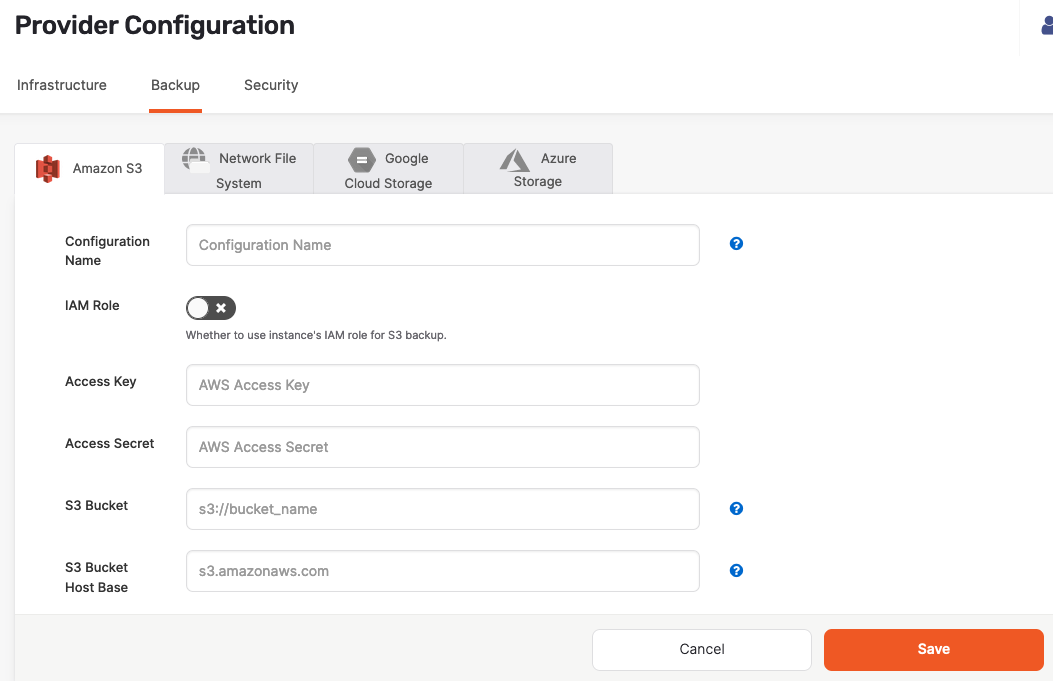 Provider Configuration
Infrastructure Backup Security
Amazon S3
Network File
System
Google
Cloud Storage
Azure
Storage
Configuration
Name
Configuration Name
IAM Role
Whether to use instance's IAM role for S3 backup.
Access Key
AWS Access Key
Access Secret
AWS Access Secret
S3 Bucket
s3://bucket_name
S3 Bucket
Host Base
s3.amazonaws.com
Cancel
Save